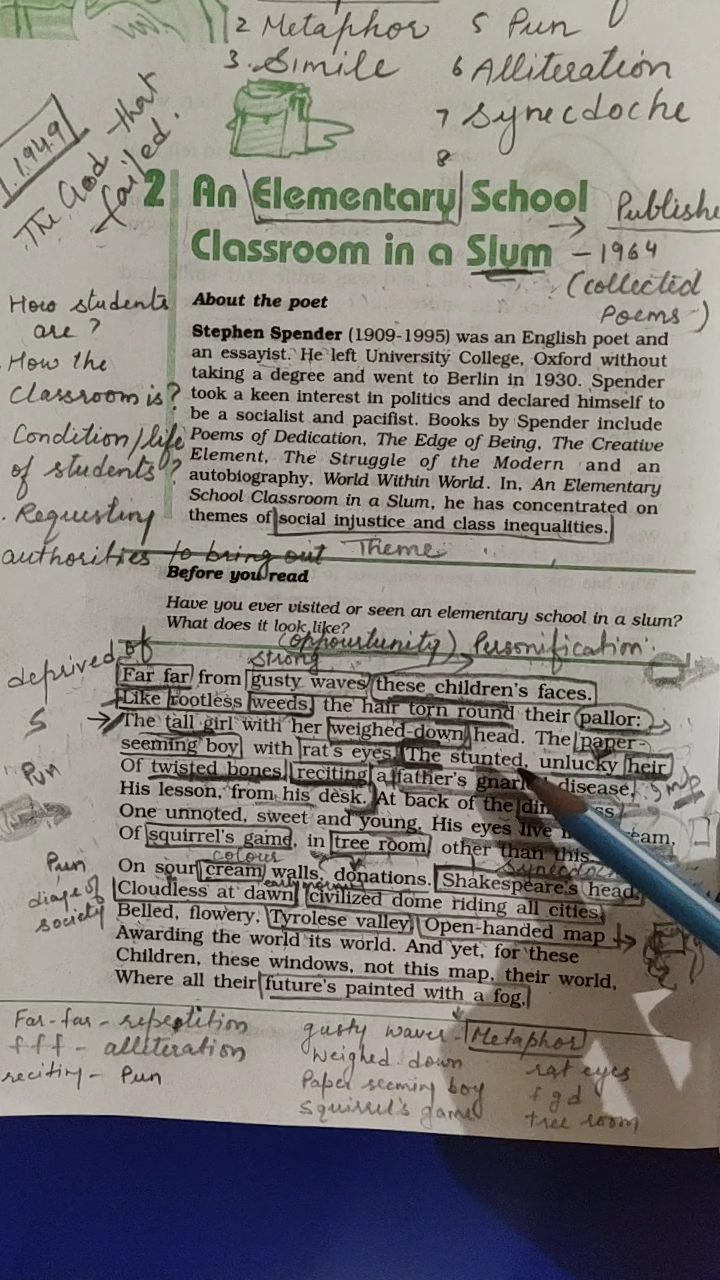 2 Metaphor 5 Pun
3. Simile 6 Alliteration
7 Synecdoche
8
1949
The God that
failed.
2 An Elementary School
Classroom in a Slum
→ Publishe
- 1964
(collected
Poems)
About the poet
Stephen Spender (1909-1995) was an English poet and
an essayist. He left University College, Oxford without
taking a degree and went to Berlin in 1930. Spender
took a keen interest in politics and declared himself to
be a socialist and pacifist. Books by Spender include
Poems of Dedication, The Edge of Being, The Creative
Element, The Struggle of the Modern and an
autobiography, World Within World. In, An Elementary
School Classroom in a Slum, he has concentrated on
themes of social injustice and class inequalities.
How students
are?
How the
Classroom is?
Condition/life
of students?
Requesting
authorities to bring out
Theme
Before you read
Have you ever visited or seen an elementary school in a slum?
What does it look like?
(oppourtunity) Personification
deprived of
strong
Far far from gusty waves these children's faces.
Like rootless weeds, the hair torn round their pallor:
The tall girl with her weighed-down head. The paper-
seeming boy, with rat's eyes. The stunted, unlucky heir
Of twisted bones, reciting a father's disease,
His lesson, from his desk. At back of the
One unnoted, sweet and young. His eyes live
Of squirrel's game, in tree room, other than this.
S
Pun
colour
On sour cream walls, donations. Shakespeare's head,
Cloudless at dawn, civilized dome riding all cities.
Belled, flowery, Tyrolese valley. Open-handed map
Awarding the world its world. And yet, for these
Children, these windows, not this map, their world,
Where all their future's painted with a fog,
Pun
of
society
Far-far - repetition
fff - alliteration
reciting - Pun
gusty waves - Metaphor
Weighed down
Paper seeming boy
Squirrel's game
rat eyes
f g d
tree room